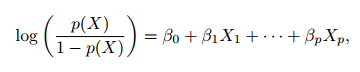 log ( p(X) / (1 − p(X)) ) = β₀ + β₁X₁ + ··· + βₚXₚ,